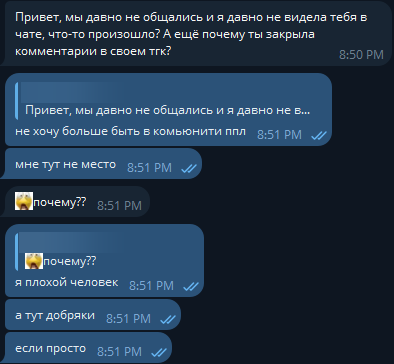 Привет, мы давно не общались и я давно не видела тебя в
чате, что-то произошло? А ещё почему ты закрыла
комментарии в своем тгк?
8:50 PM
Привет, мы давно не общались и я давно не в...
не хочу больше быть в комьюнити ппл 8:51 PM
мне тут не место 8:51 PM
почему?? 8:51 PM
почему??
я плохой человек 8:51 PM
а тут добряки 8:51 PM
если просто 8:51 PM